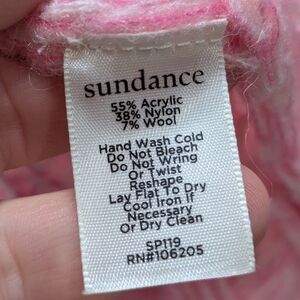 sundance
55% Acrylic
38% Nylon
7% Wool
Hand Wash Cold
Do Not Bleach
Do Not Wring
Or Twist
Reshape
Lay Flat To Dry
Cool Iron If
Necessary
Or Dry Clean
SP119
RN#106205